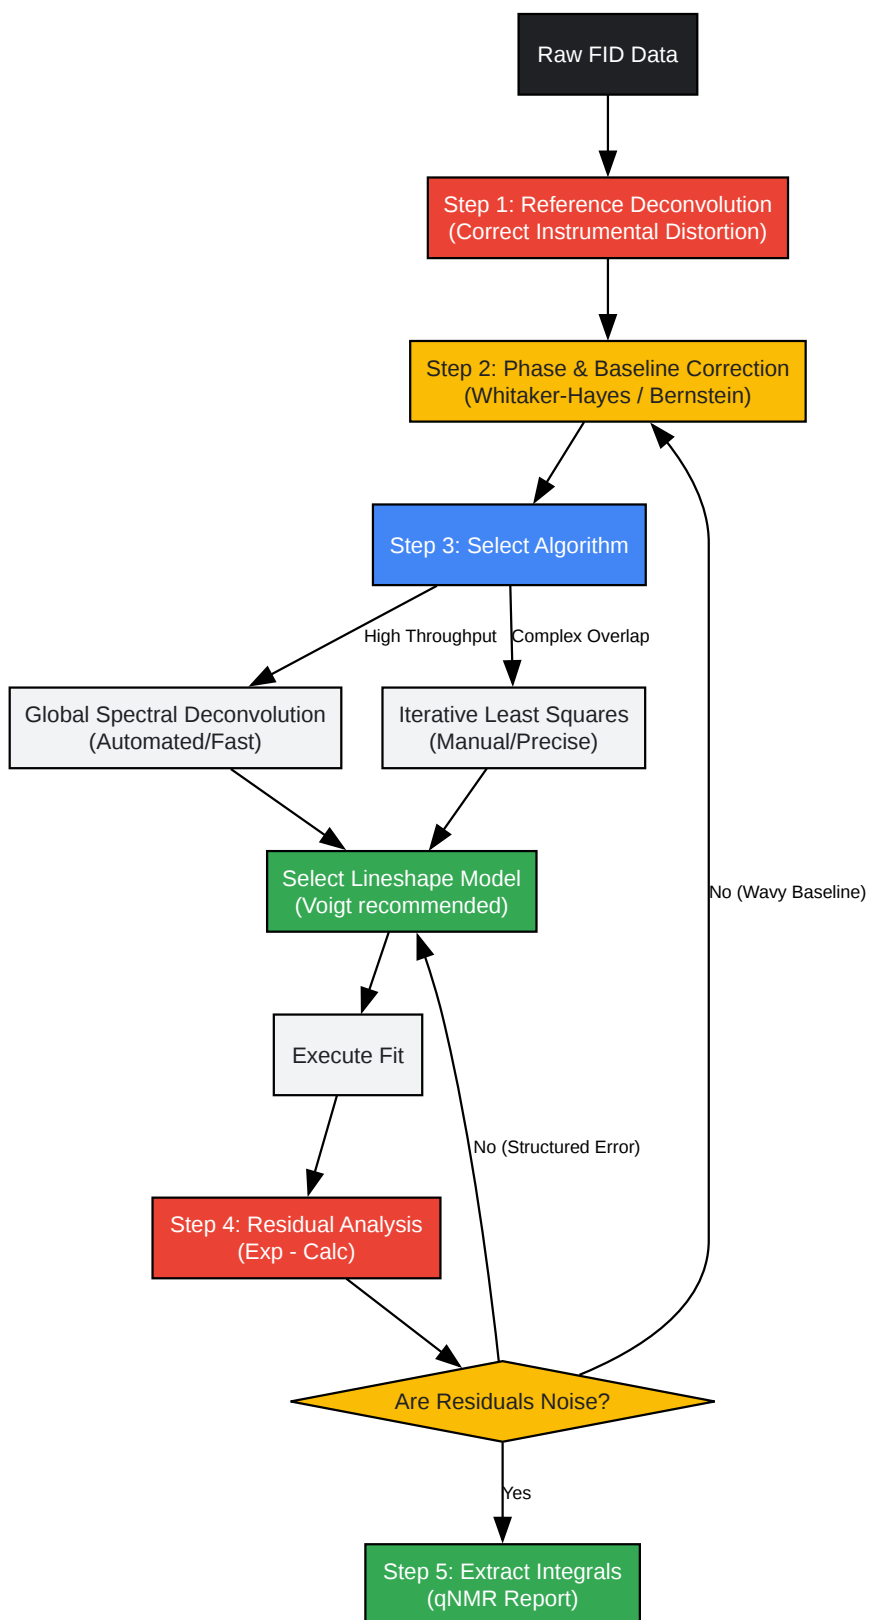 Raw FID Data
Step 1: Reference Deconvolution
(Correct Instrumental Distortion)
Step 2: Phase & Baseline Correction
(Whitaker-Hayes / Bernstein)
Step 3: Select Algorithm
High Throughput
Complex Overlap
Global Spectral Deconvolution
(Automated/Fast)
Iterative Least Squares
(Manual/Precise)
Select Lineshape Model
(Voigt recommended)
No (Wavy Baseline)
Execute Fit
No (Structured Error)
Step 4: Residual Analysis
(Exp - Calc)
Are Residuals Noise?
Yes
Step 5: Extract Integrals
(qNMR Report)